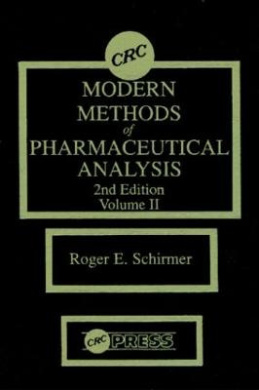 CRC
MODERN
METHODS
of
PHARMACEUTICAL
ANALYSIS
2nd Edition
Volume II
Roger E. Schirmer
CRC PRESS